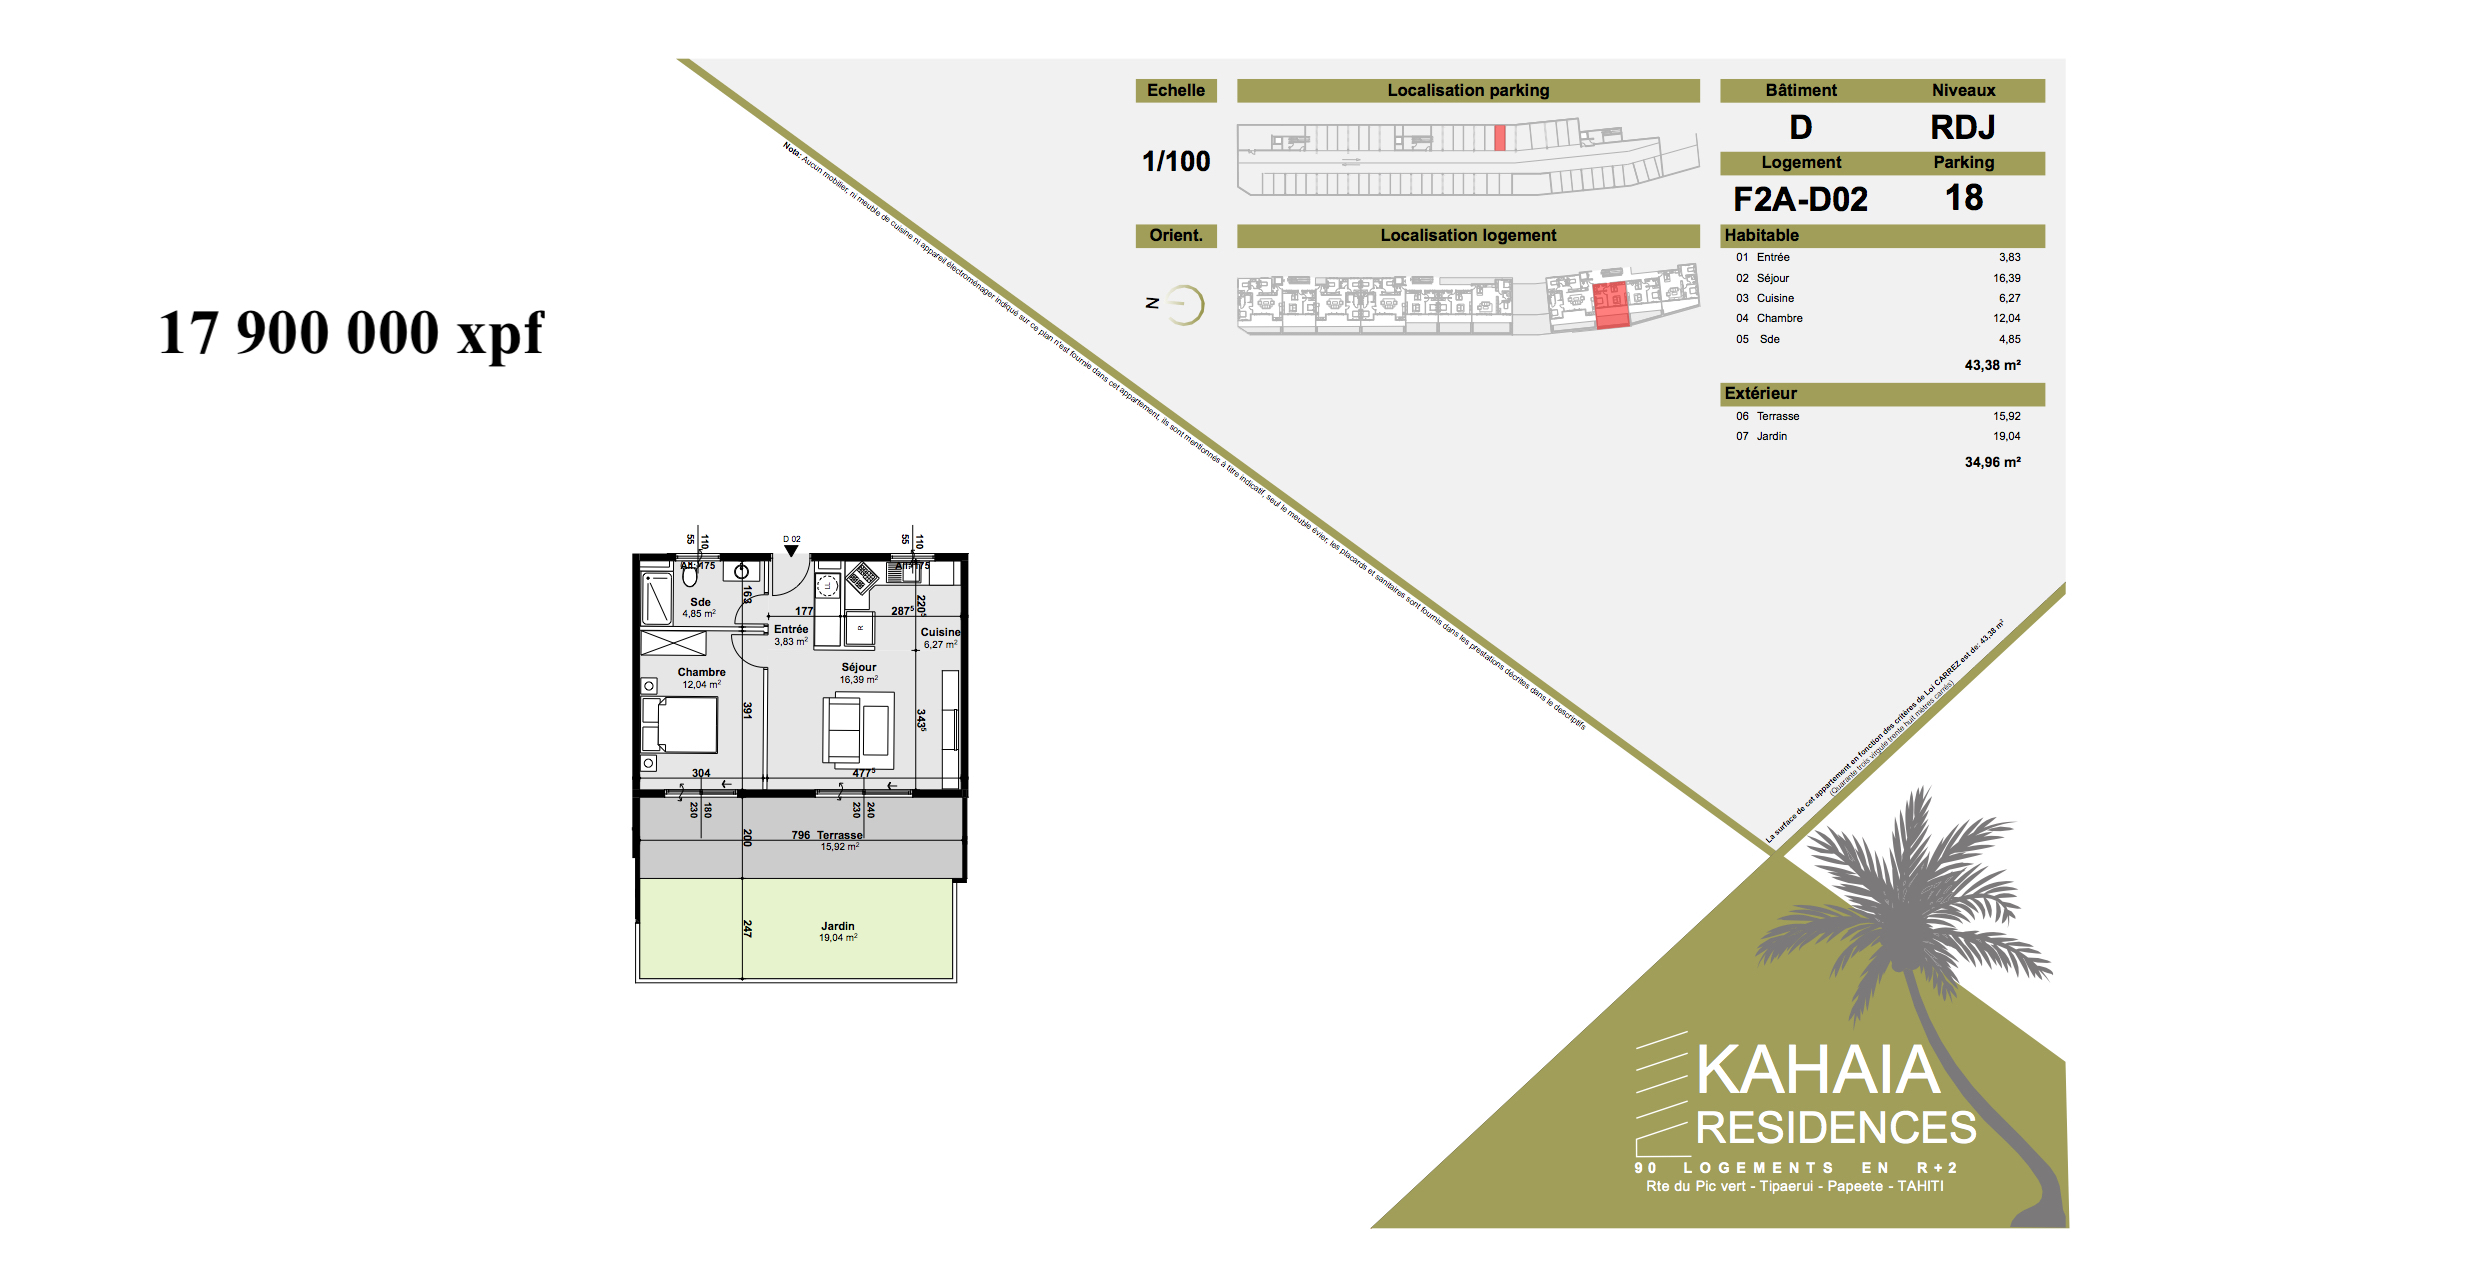 17 900 000 xpf
Echelle
1/100
Orient.
N
Localisation parking
Localisation logement
Bâtiment Niveaux
D RDJ
Logement Parking
F2A-D02 18
Habitable
01 Entrée 3,83
02 Séjour 16,39
03 Cuisine 6,27
04 Chambre 12,04
05 Sde 4,85
43,38 m²
Extérieur
06 Terrasse 15,92
07 Jardin 19,04
34,96 m²
Nota: Aucun mobilier, ni meuble de cuisine ni appareil électroménager indiqué sur ce plan n'est fournie dans cet appartement, ils sont mentionnés à titre indicatif, seul le meuble évier, les placards et sanitaires sont fournis dans les prestations décrites dans le descriptifs
La surface de cet appartement en fonction des critères de Loi CARREZ est de: 43,38 m²
(Quarante trois virgule trente huit mètres carrés)
D 02
110
55
110
55
All:175
All:175
Sde
4,85 m²
163
177
287⁵
220⁵
Entrée
3,83 m²
LL
R
Cuisine
6,27 m²
Chambre
12,04 m²
Séjour
16,39 m²
391
343⁵
304
477⁵
180
230
240
230
200
796 Terrasse
15,92 m²
247
Jardin
19,04 m²
KAHAIA
RESIDENCES
90 LOGEMENTS EN R+2
Rte du Pic vert - Tipaerui - Papeete - TAHITI